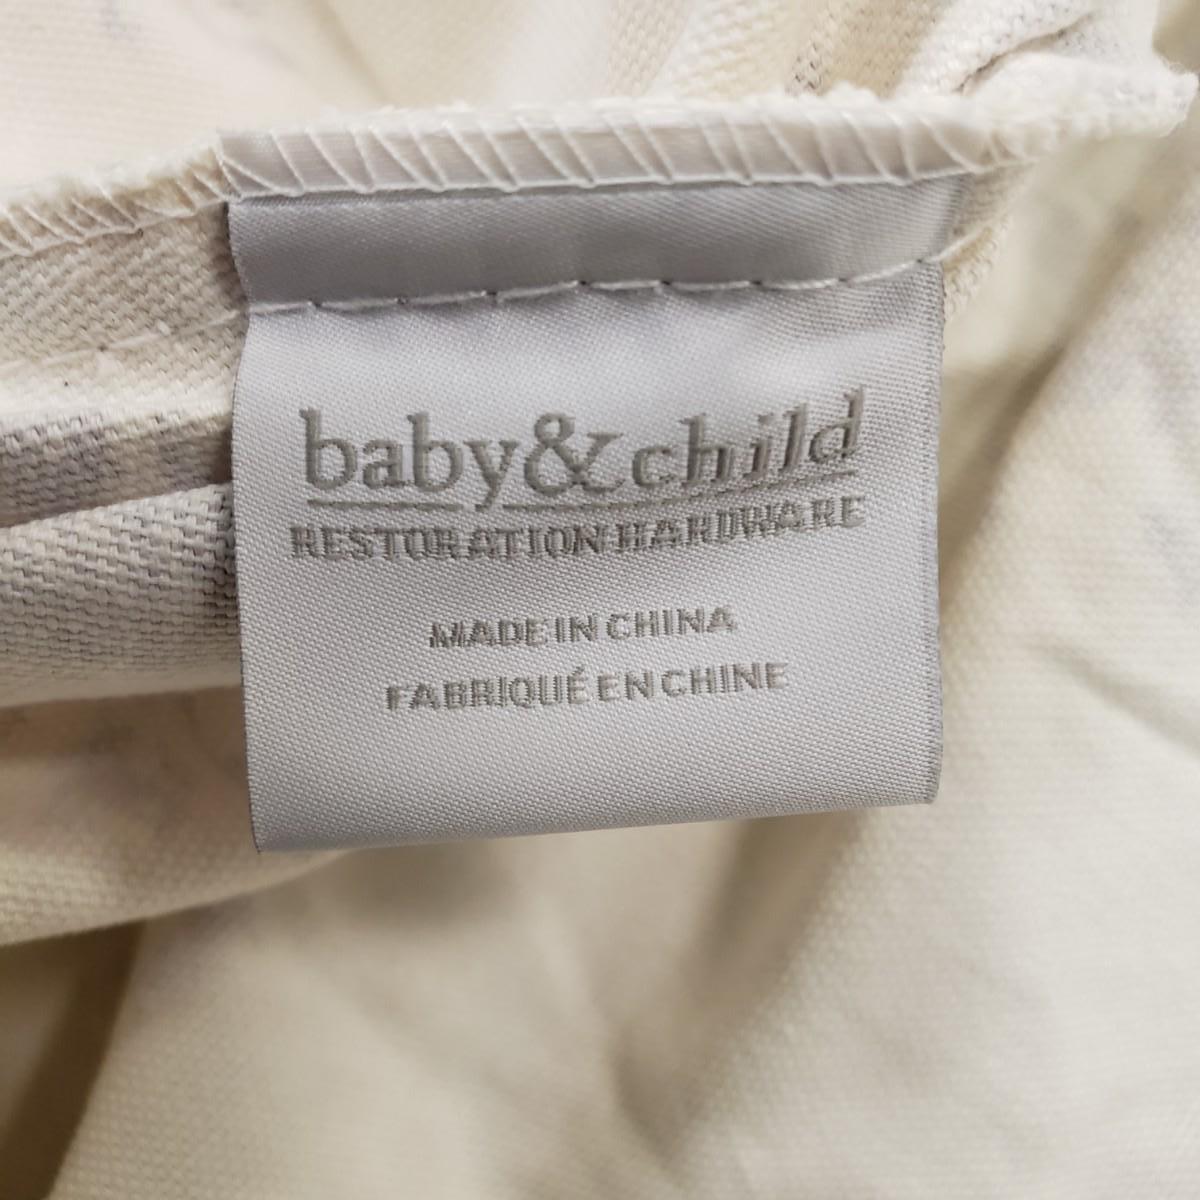 baby&child
RESTORATION HARDWARE
MADE IN CHINA
FABRIQUÉ EN CHINE